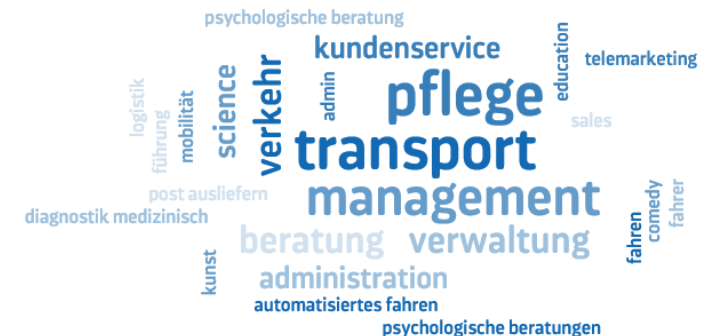 psychologische beratung
kundenservice
education
telemarketing
logistik
führung
mobilität
science
verkehr
admin
pflege
sales
transport
post ausliefern
management
diagnostik medizinisch
fahren
comedy
fahrer
beratung
verwaltung
kunst
administration
automatisiertes fahren
psychologische beratungen